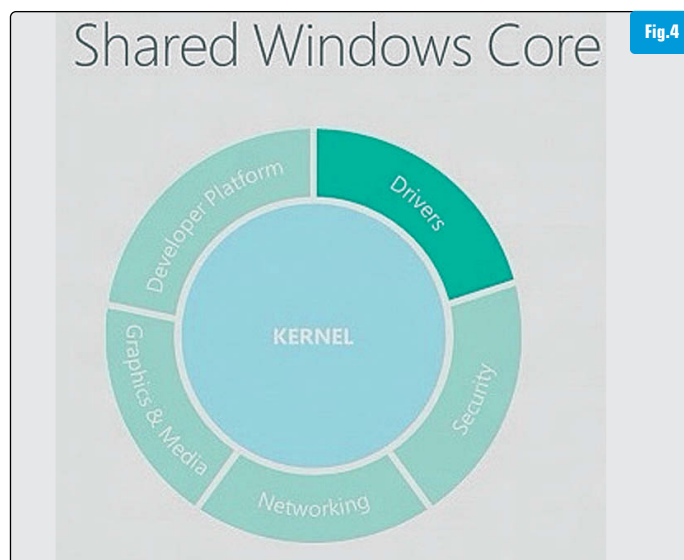 Shared Windows Core
Fig.4
Developer Platform
Drivers
KERNEL
Graphics & Media
Security
Networking